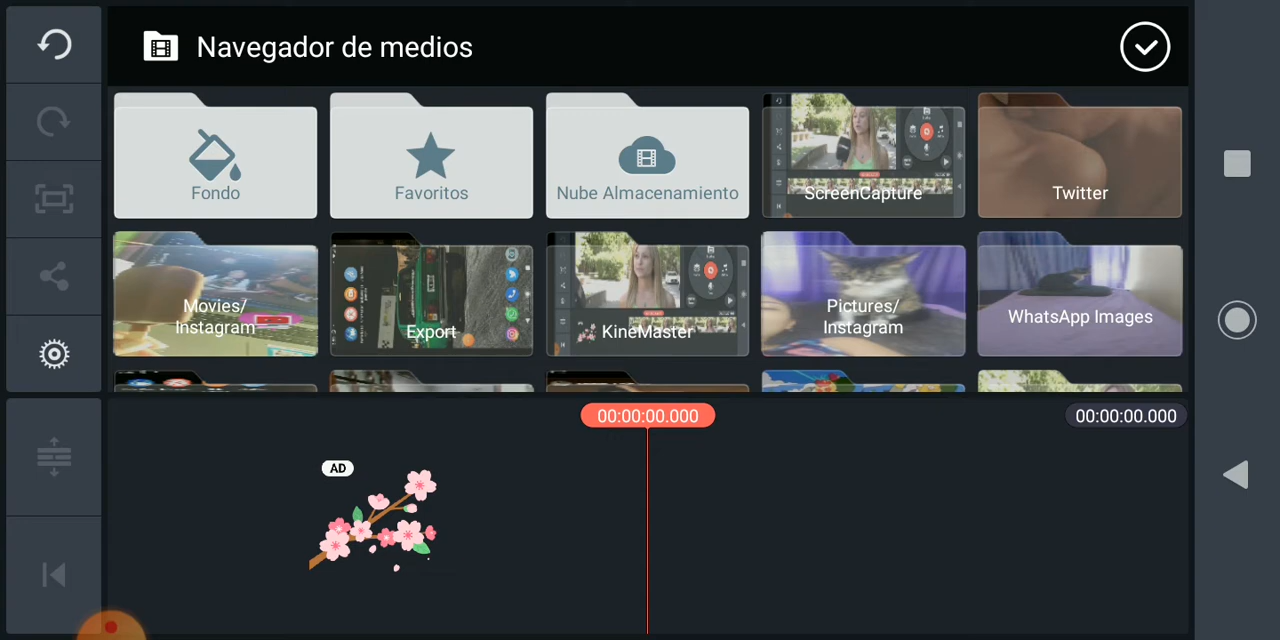 Navegador de medios
Fondo
Favoritos
Nube Almacenamiento
ScreenCapture
Twitter
Movies/
Instagram
Export
KineMaster
Pictures/
Instagram
WhatsApp Images
00:00:00.000
00:00:00.000
AD